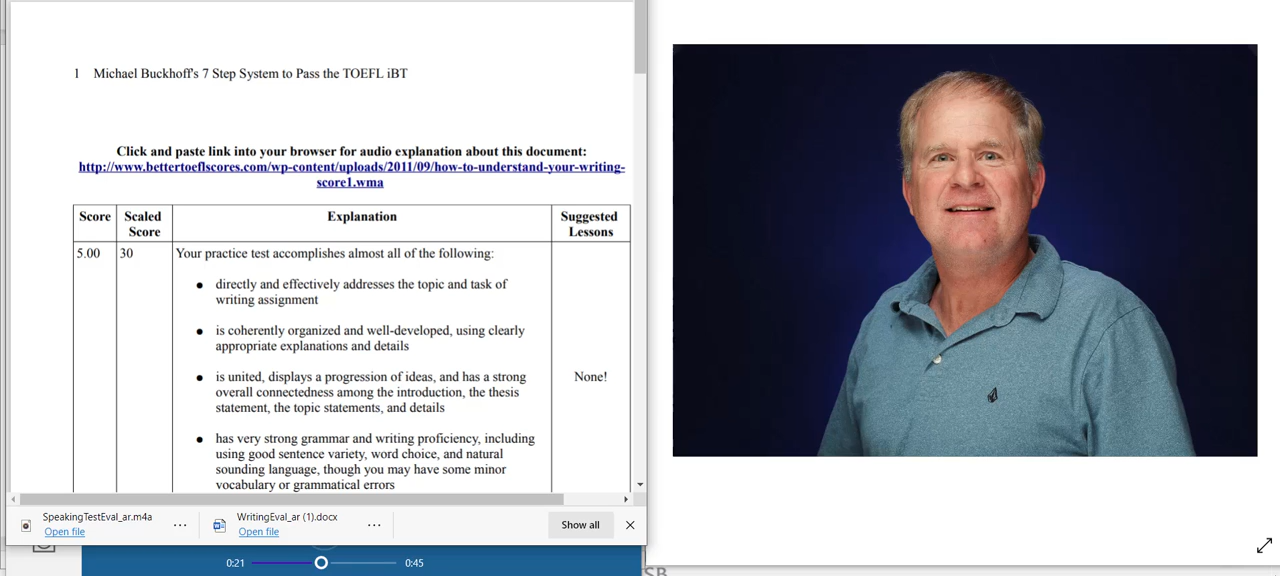 1 Michael Buckhoff's 7 Step System to Pass the TOEFL iBT
Click and paste link into your browser for audio explanation about this document:
http://www.bettertoeflscores.com/wp-content/uploads/2011/09/how-to-understand-your-writing-
score1.wma
Score Scaled Explanation Suggested
Score Lessons
5.00 30 Your practice test accomplishes almost all of the following:
● directly and effectively addresses the topic and task of
writing assignment
● is coherently organized and well-developed, using clearly
appropriate explanations and details
● is united, displays a progression of ideas, and has a strong None!
overall connectedness among the introduction, the thesis
statement, the topic statements, and details
● has very strong grammar and writing proficiency, including
using good sentence variety, word choice, and natural
sounding language, though you may have some minor
vocabulary or grammatical errors
SpeakingTestEval_ar.m4a ... WritingEval_ar (1).docx ... Show all
Open file Open file
0:21 0:45